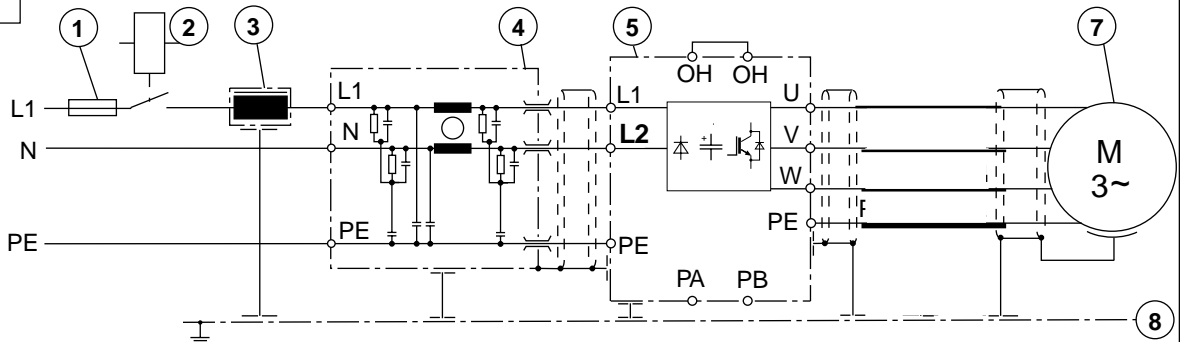 1 2 3 4 5 7
OH OH
L1 L1 L1 U
N N L2 V
M
3~
W
PE PE PE PE
PA PB
8